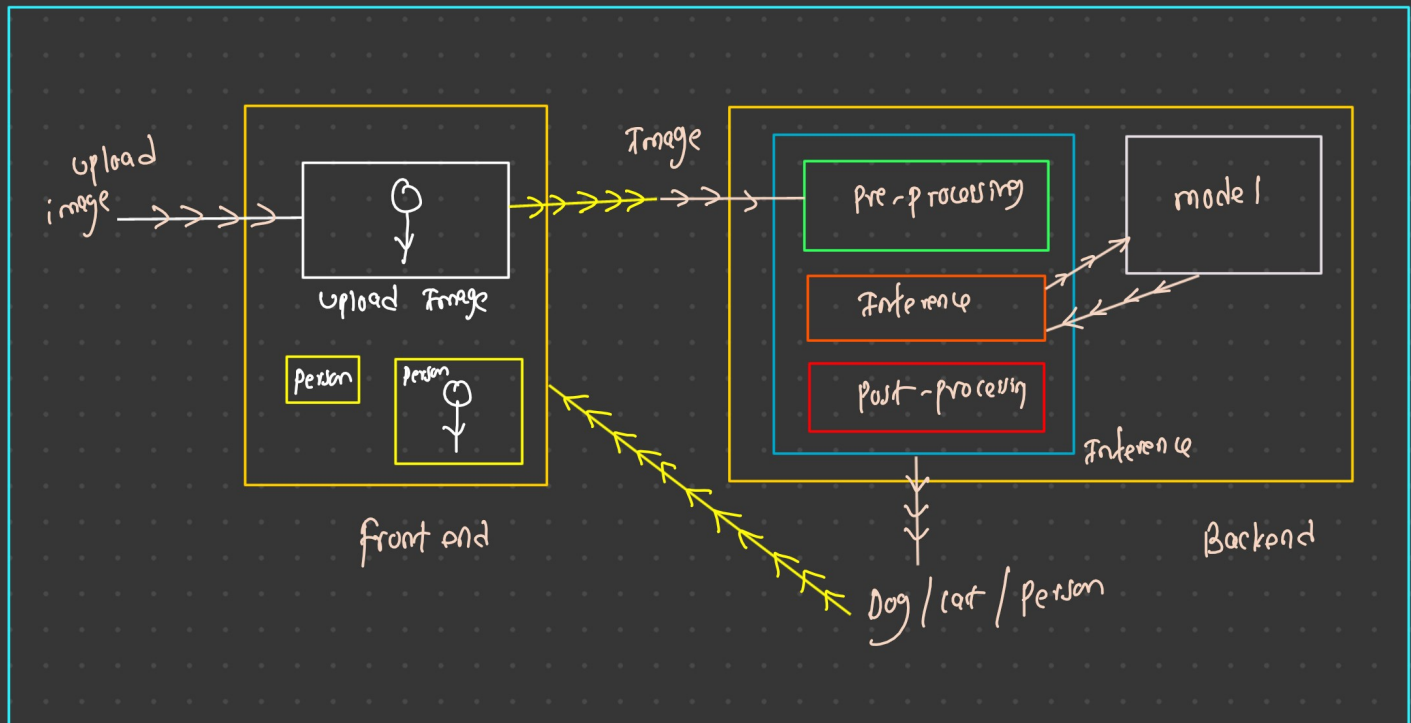 upload
image
Upload Image
Person
Person
front end
Image
Pre-processing
Inference
Post-processin
model
Inference
Backend
Dog / cat / Person